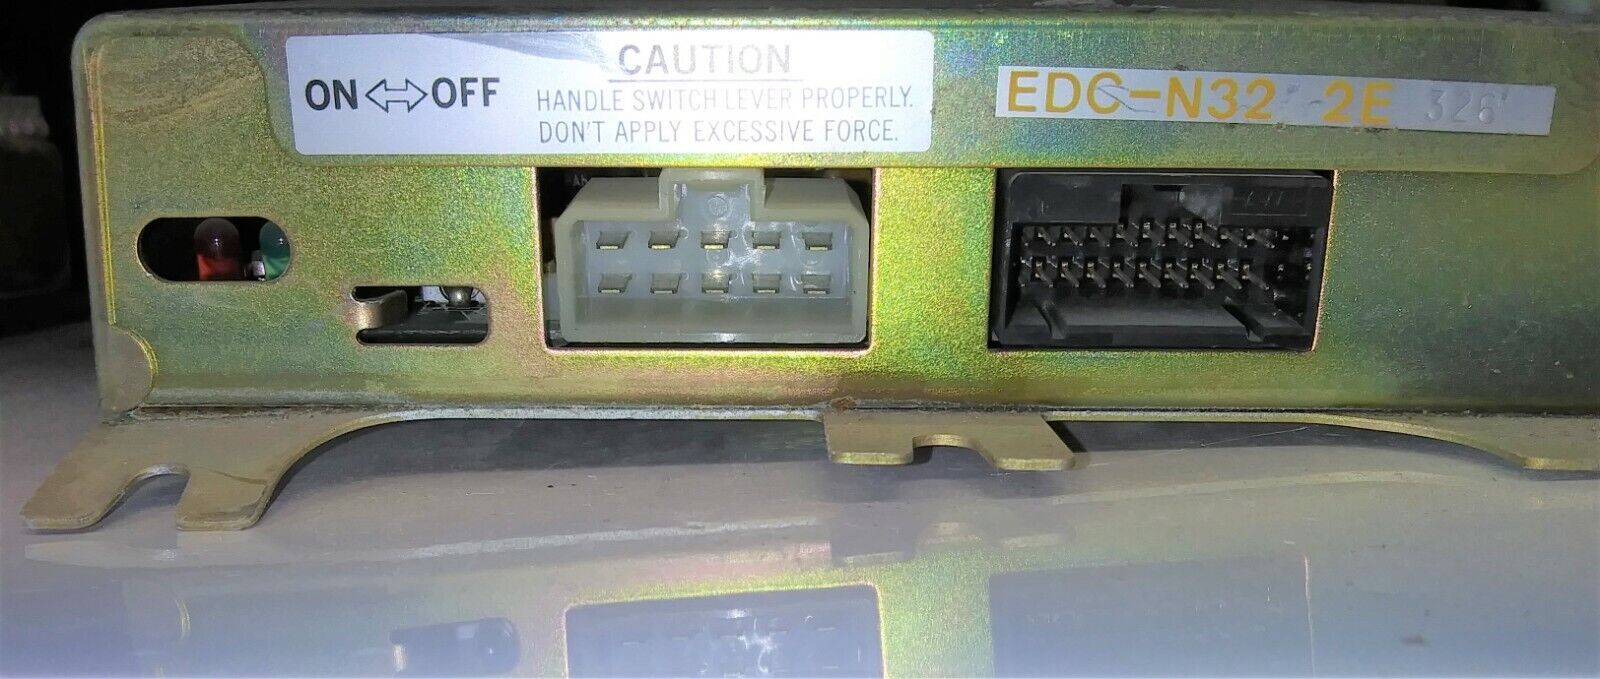 CAUTION
ON OFF HANDLE SWITCH LEVER PROPERLY.
DON'T APPLY EXCESSIVE FORCE.
EDC-N32 2E 326